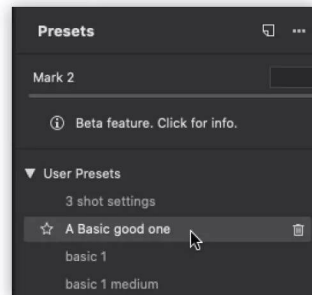 Presets
Mark 2
Beta feature. Click for info.
User Presets
3 shot settings
A Basic good one
basic 1
basic 1 medium